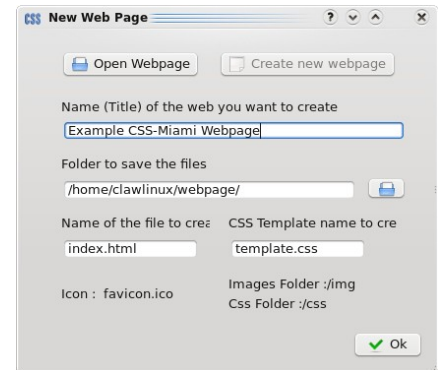 CSS New Web Page ?
Open Webpage Create new webpage
Name (Title) of the web you want to create
Example CSS-Miami Webpage
Folder to save the files
/home/clawlinux/webpage/
Name of the file to crea CSS Template name to cre
index.html template.css
Images Folder :/img
Icon : favicon.ico
Css Folder :/css
Ok